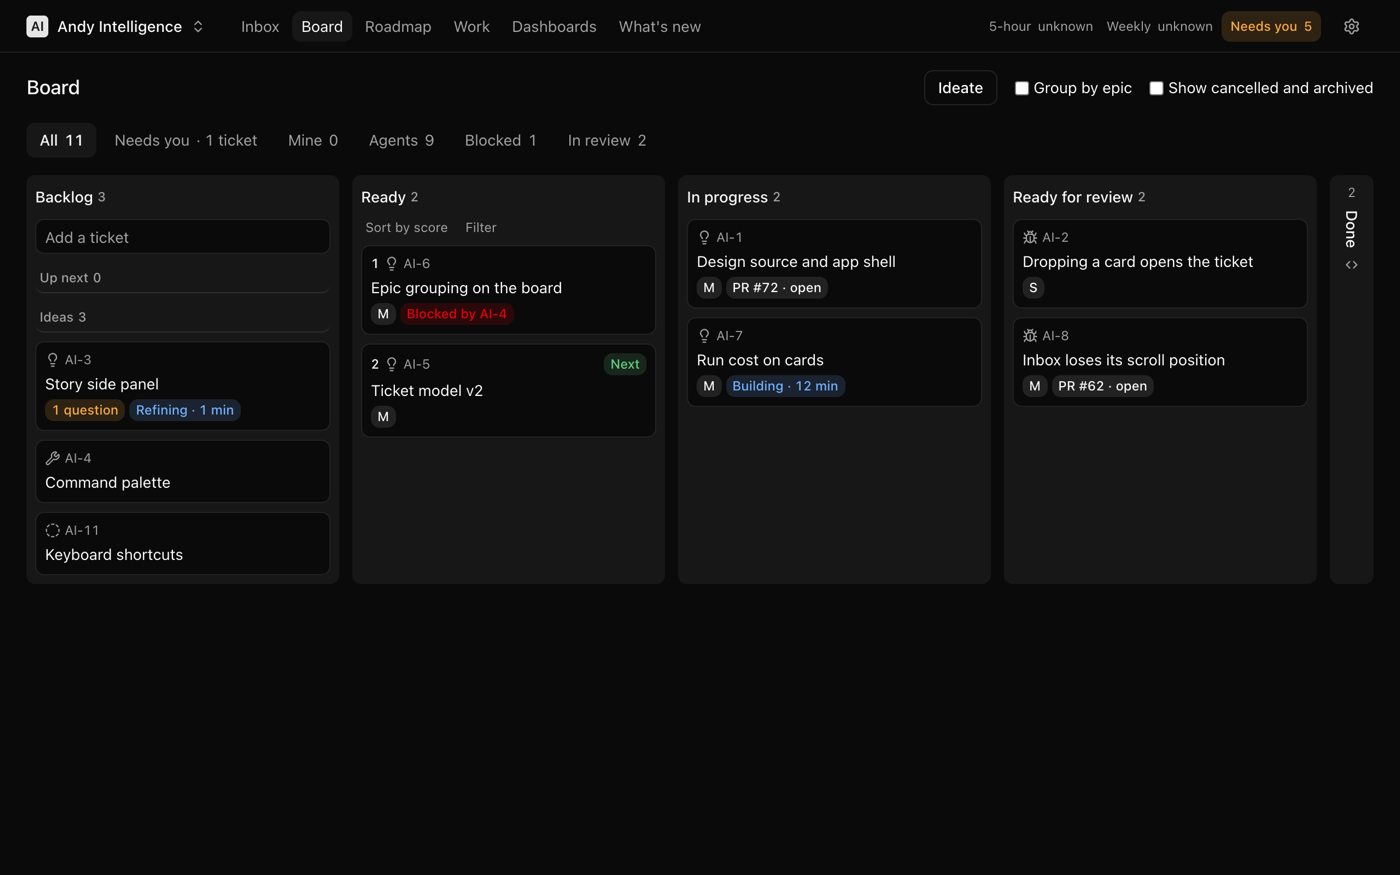 AI Andy Intelligence Inbox Board Roadmap Work Dashboards What's new 5-hour unknown Weekly unknown Needs you 5
Board Ideate Group by epic Show cancelled and archived
All 11 Needs you · 1 ticket Mine 0 Agents 9 Blocked 1 In review 2
Backlog 3
Add a ticket
Up next 0
Ideas 3
AI-3
Story side panel
1 question Refining · 1 min
AI-4
Command palette
AI-11
Keyboard shortcuts
Ready 2
Sort by score Filter
1 AI-6
Epic grouping on the board
M Blocked by AI-4
2 AI-5 Next
Ticket model v2
M
In progress 2
AI-1
Design source and app shell
M PR #72 · open
AI-7
Run cost on cards
M Building · 12 min
Ready for review 2
AI-2
Dropping a card opens the ticket
S
AI-8
Inbox loses its scroll position
M PR #62 · open
2
Done